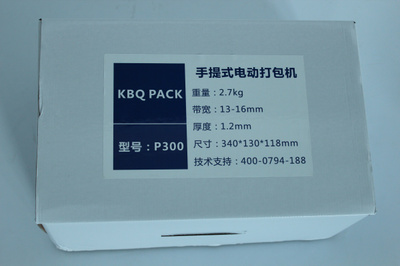 KBQ PACK
型号：P300
手提式电动打包机
重量：2.7kg
带宽：13-16mm
厚度：1.2mm
尺寸：340*130*118mm
技术支持：400-0794-188